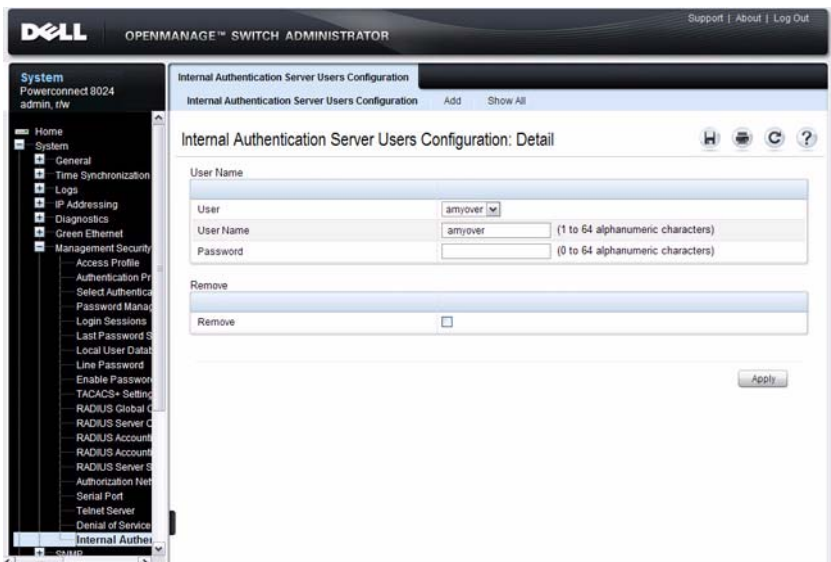 DELL
OPENMANAGE™ SWITCH ADMINISTRATOR
Support | About | Log Out
System
Powerconnect 8024
admin, r/w
Home
System
General
Time Synchronization
Logs
IP Addressing
Diagnostics
Green Ethernet
Management Security
Access Profile
Authentication Pr
Select Authentica
Password Manag
Login Sessions
Last Password S
Local User Datab
Line Password
Enable Passwor
TACACS+ Setting
RADIUS Global C
RADIUS Server C
RADIUS Accounti
RADIUS Accounti
RADIUS Server S
Authorization Net
Serial Port
Telnet Server
Denial of Service
Internal Authen
SNMP
Internal Authentication Server Users Configuration
Internal Authentication Server Users Configuration Add Show All
Internal Authentication Server Users Configuration: Detail
User Name
User amyover
User Name amyover (1 to 64 alphanumeric characters)
Password (0 to 64 alphanumeric characters)
Remove
Remove
Apply